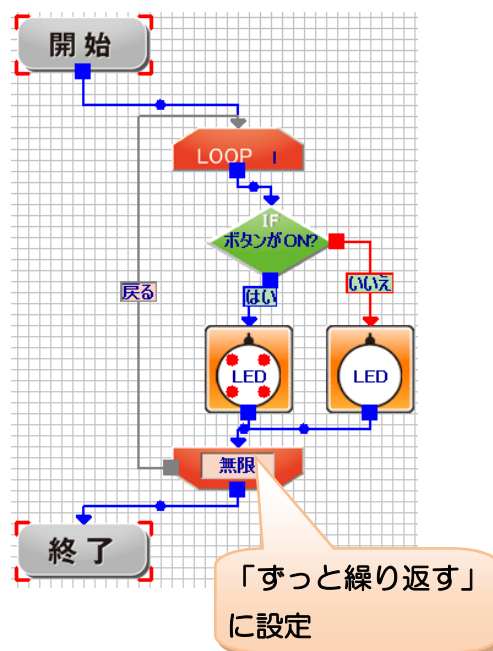 開始
LOOP I
IF
ボタンがON?
はい
いいえ
戻る
LED
LED
無限
終了
「ずっと繰り返す」
に設定